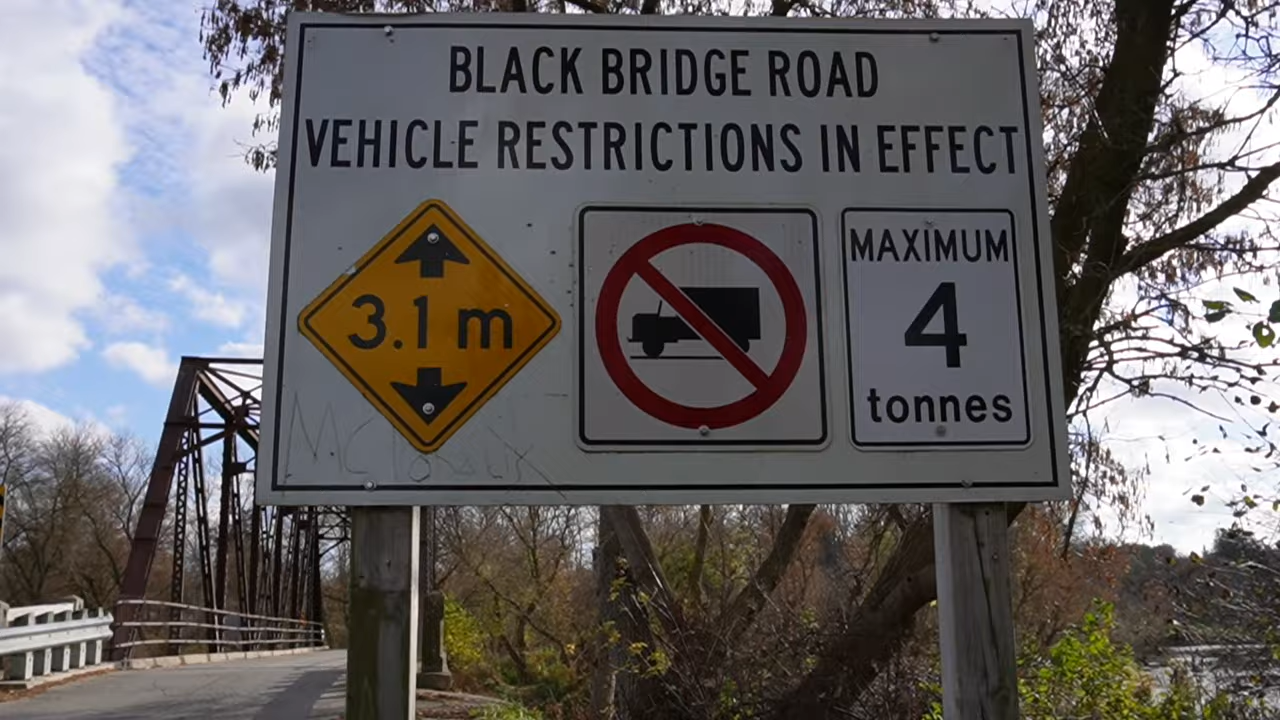 BLACK BRIDGE ROAD
VEHICLE RESTRICTIONS IN EFFECT
3.1 m
MAXIMUM
4
tonnes